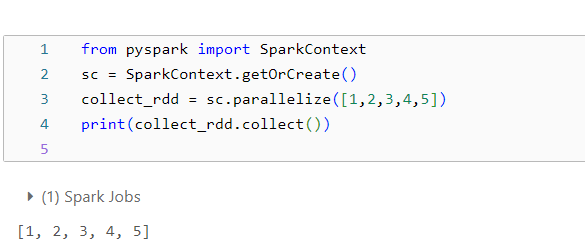 1 from pyspark import SparkContext
2 sc = SparkContext.getOrCreate()
3 collect_rdd = sc.parallelize([1,2,3,4,5])
4 print(collect_rdd.collect())
5
(1) Spark Jobs
[1, 2, 3, 4, 5]